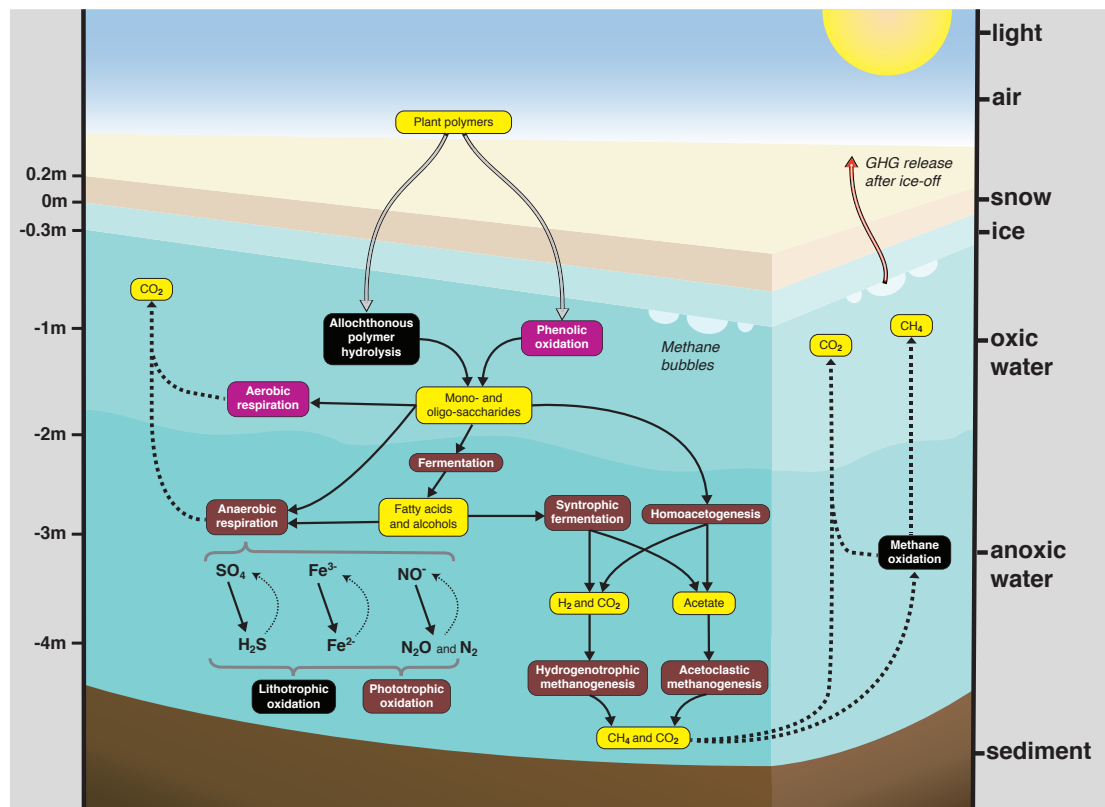 light
air
Plant polymers
GHG release
after ice-off
0.2m
0m
-0.3m
snow
ice
CO₂
-1m
Allochthonous
polymer
hydrolysis
Phenolic
oxidation
Methane
bubbles
CO₂
CH₄
oxic
water
Aerobic
respiration
Mono- and
oligo-saccharides
-2m
Fermentation
Anaerobic
respiration
Fatty acids
and alcohols
Syntrophic
fermentation
Homoacetogenesis
-3m
Methane
oxidation
anoxic
water
SO₄
Fe³⁻
NO⁻
H₂ and CO₂
Acetate
-4m
H₂S
Fe²⁻
N₂O and N₂
Lithotrophic
oxidation
Phototrophic
oxidation
Hydrogenotrophic
methanogenesis
Acetoclastic
methanogenesis
CH₄ and CO₂
sediment